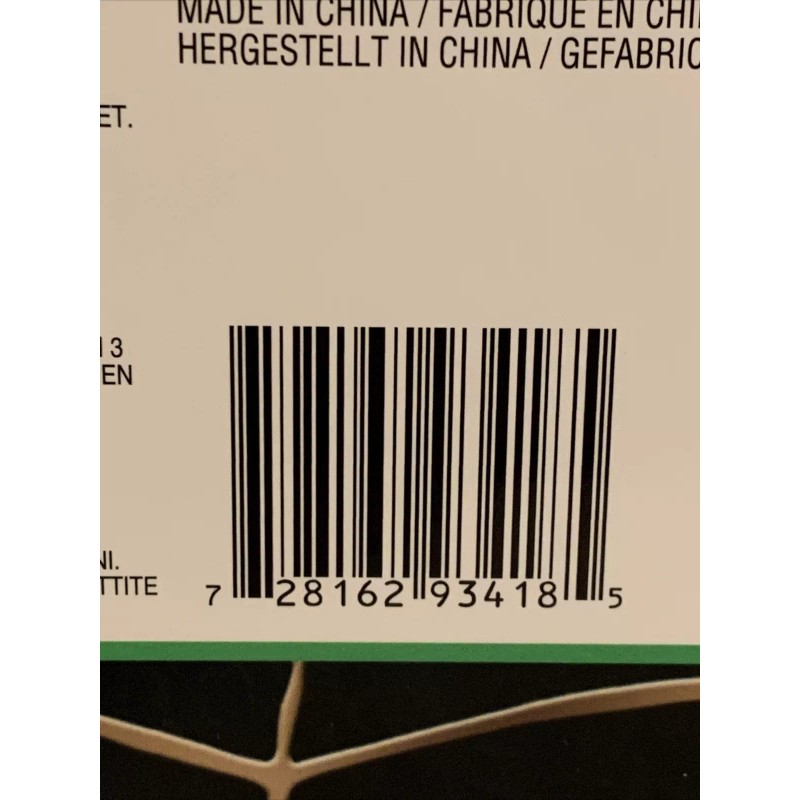 MADE IN CHINA / FABRIQUE EN CHI
HERGESTELLT IN CHINA / GEFABRIC
ET.
3
EN
NI.
TTITE
7 28162 93418 5